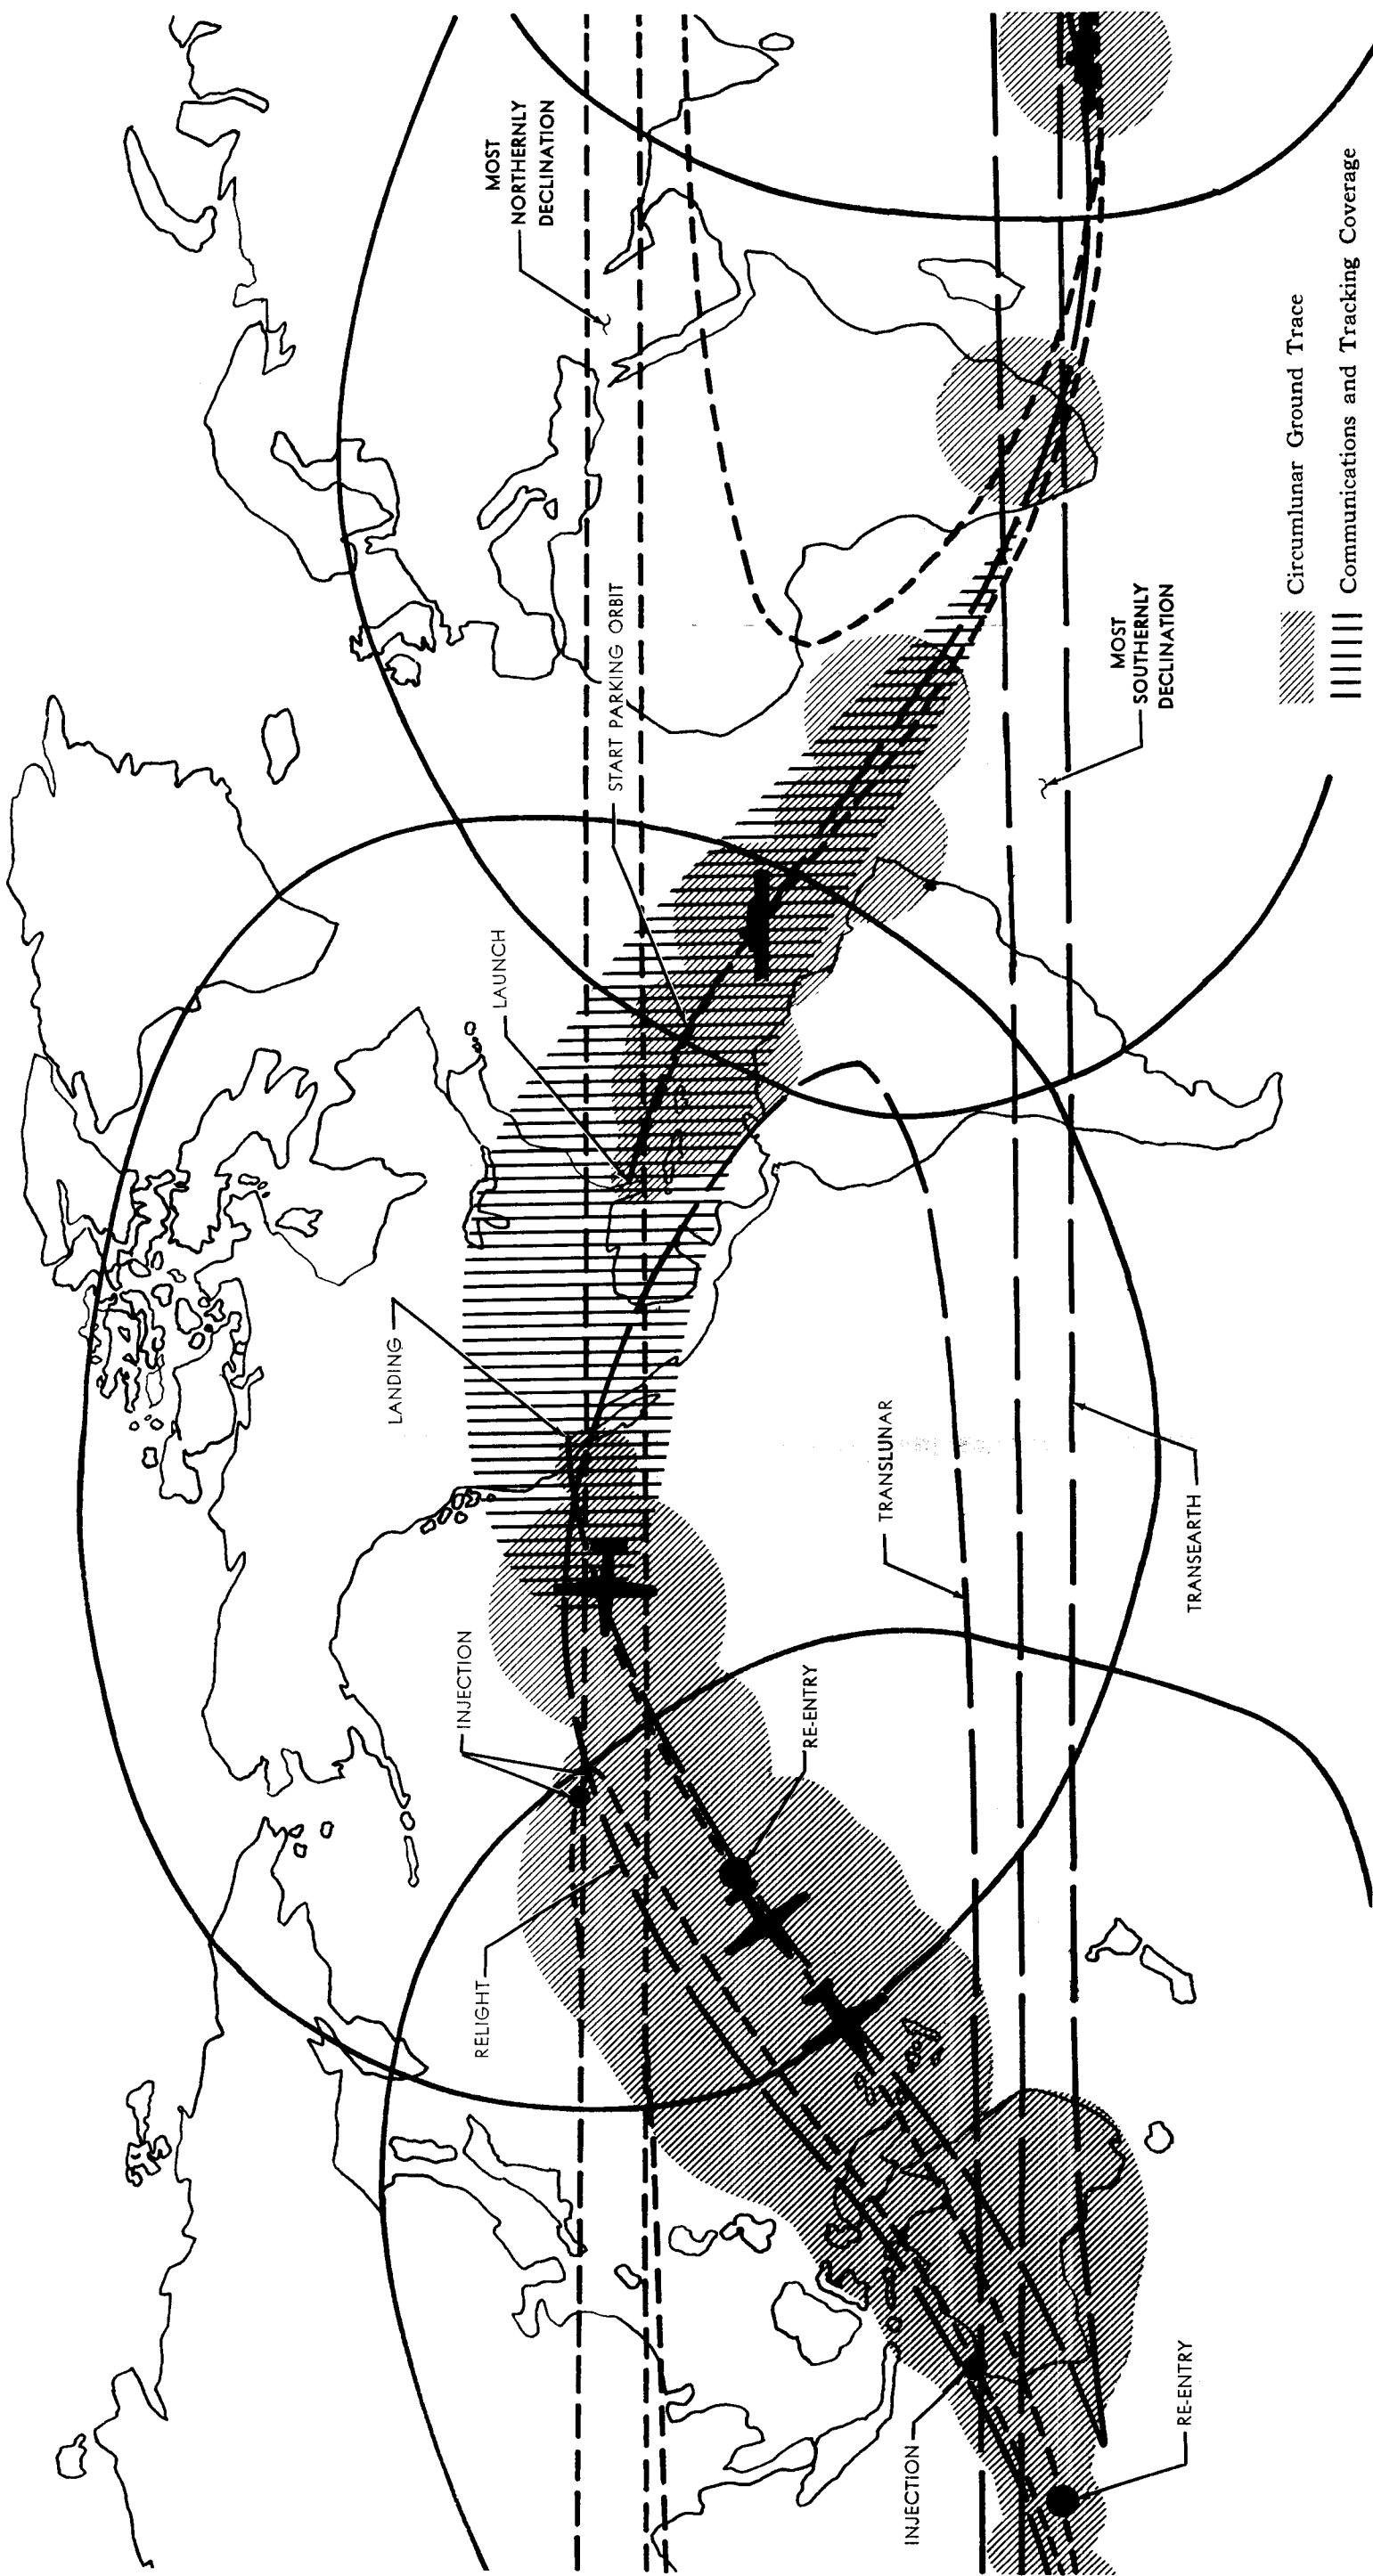 MOST
NORTHERNLY
DECLINATION
START PARKING ORBIT
LAUNCH
LANDING
INJECTION
RELIGHT
RE-ENTRY
TRANSLUNAR
TRANSEARTH
MOST
SOUTHERNLY
DECLINATION
INJECTION
RE-ENTRY
Circumlunar Ground Trace
Communications and Tracking Coverage